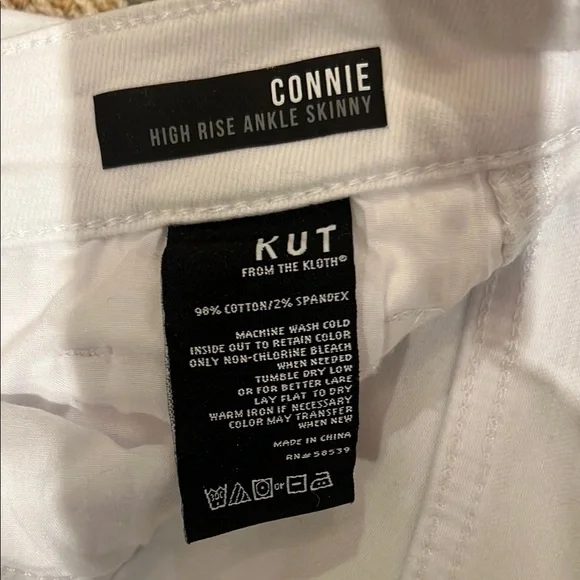 CONNIE
HIGH RISE ANKLE SKINNY
KUT
FROM THE KLOTH®
98% COTTON/2% SPANDEX
MACHINE WASH COLD
INSIDE OUT TO RETAIN COLOR
ONLY NON-CHLORINE BLEACH
WHEN NEEDED
TUMBLE DRY LOW
OR FOR BETTER CARE
LAY FLAT TO DRY
WARM IRON IF NECESSARY
COLOR MAY TRANSFER
WHEN NEW
MADE IN CHINA
RN# 58539
or